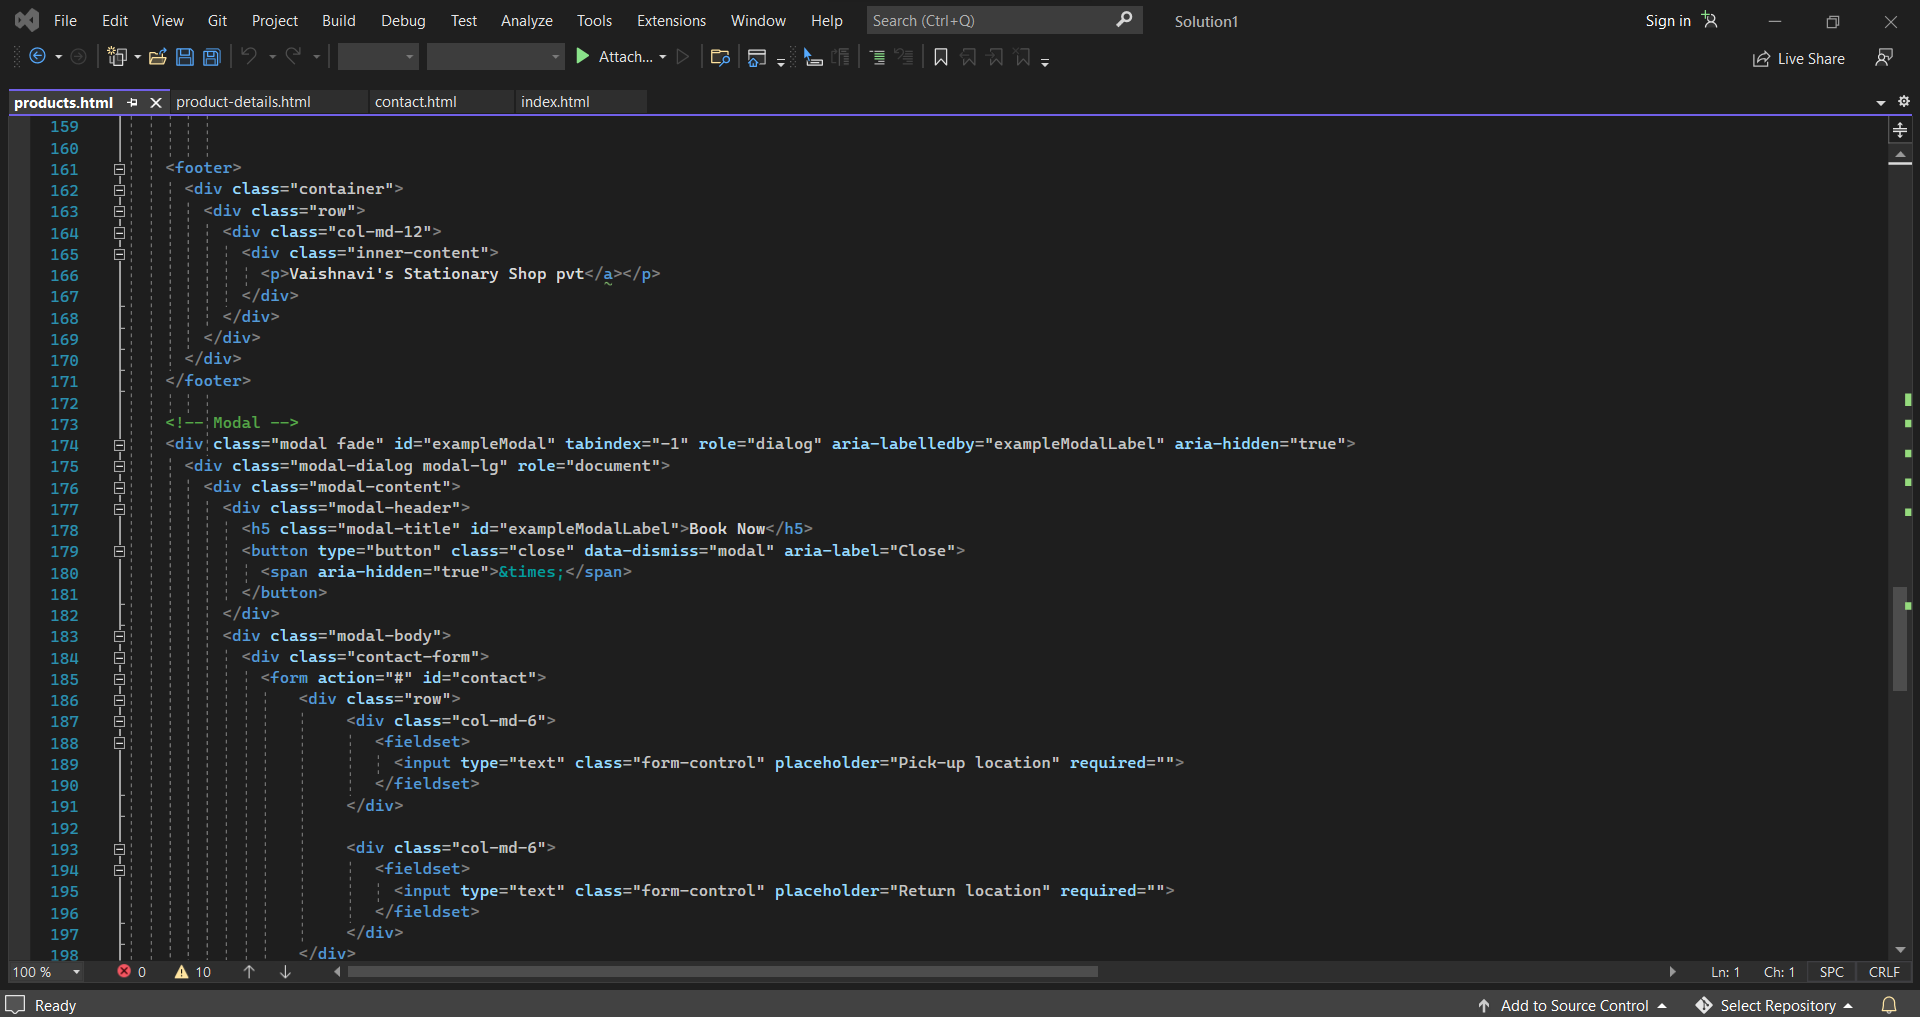 File Edit View Git Project Build Debug Test Analyze Tools Extensions Window Help Search (Ctrl+Q) Solution1 Sign in
Attach... Live Share
products.html product-details.html contact.html index.html
159
160
161 <footer>
162 <div class="container">
163 <div class="row">
164 <div class="col-md-12">
165 <div class="inner-content">
166 <p>Vaishnavi's Stationary Shop pvt</a></p>
167 </div>
168 </div>
169 </div>
170 </div>
171 </footer>
172
173 <!-- Modal -->
174 <div class="modal fade" id="exampleModal" tabindex="-1" role="dialog" aria-labelledby="exampleModalLabel" aria-hidden="true">
175 <div class="modal-dialog modal-lg" role="document">
176 <div class="modal-content">
177 <div class="modal-header">
178 <h5 class="modal-title" id="exampleModalLabel">Book Now</h5>
179 <button type="button" class="close" data-dismiss="modal" aria-label="Close">
180 <span aria-hidden="true">&times;</span>
181 </button>
182 </div>
183 <div class="modal-body">
184 <div class="contact-form">
185 <form action="#" id="contact">
186 <div class="row">
187 <div class="col-md-6">
188 <fieldset>
189 <input type="text" class="form-control" placeholder="Pick-up location" required="">
190 </fieldset>
191 </div>
192
193 <div class="col-md-6">
194 <fieldset>
195 <input type="text" class="form-control" placeholder="Return location" required="">
196 </fieldset>
197 </div>
198 </div>
100 % 0 10 Ln: 1 Ch: 1 SPC CRLF
Ready Add to Source Control Select Repository